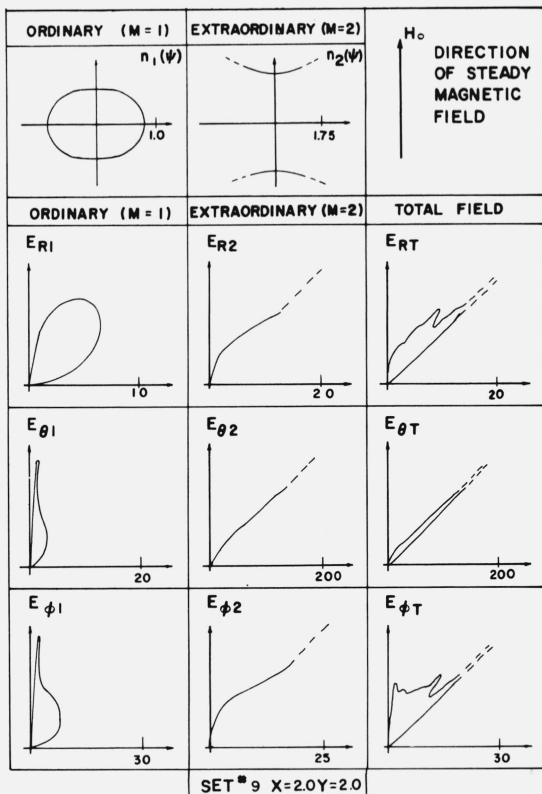 ORDINARY (M = 1)
EXTRAORDINARY (M=2)
n₁(ψ)
1.0
n₂(ψ)
1.75
H₀
DIRECTION
OF STEADY
MAGNETIC
FIELD
ORDINARY (M = 1)
EXTRAORDINARY (M=2)
TOTAL FIELD
E_R1
10
E_R2
20
E_RT
20
E_θ1
20
E_θ2
200
E_θT
200
E_ϕ1
30
E_ϕ2
25
E_ϕT
30
SET # 9 X=2.0 Y=2.0